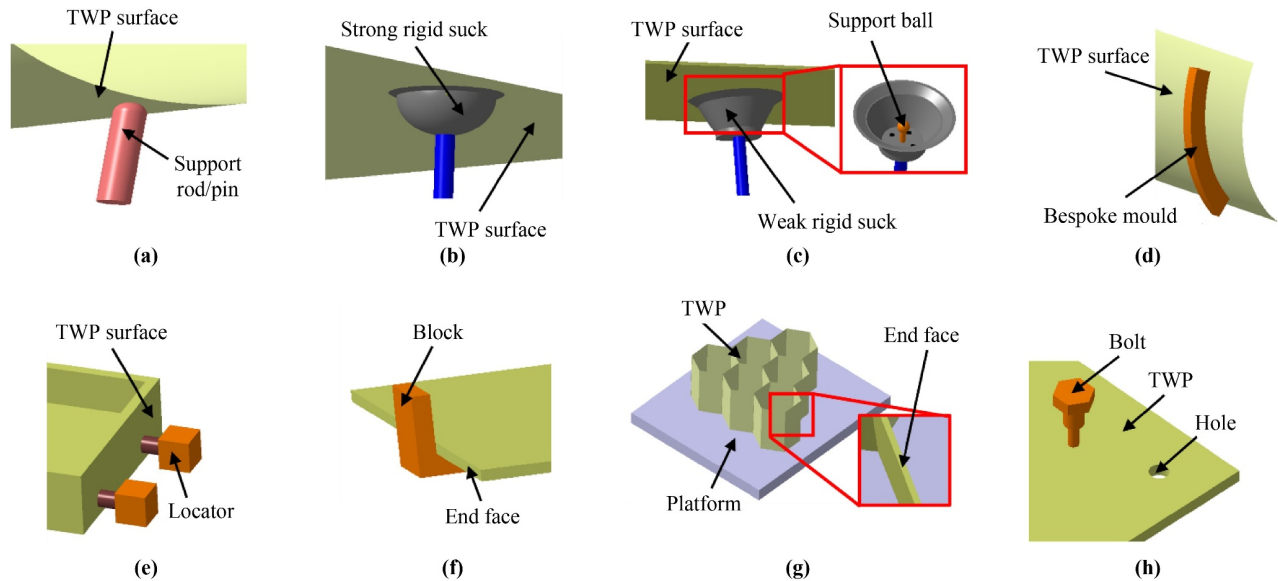 TWP surface
Support
rod/pin
(a)
Strong rigid suck
TWP surface
(b)
TWP surface
Support ball
Weak rigid suck
(c)
TWP surface
Bespoke mould
(d)
TWP surface
Locator
(e)
Block
End face
(f)
TWP
End face
Platform
(g)
Bolt
TWP
Hole
(h)